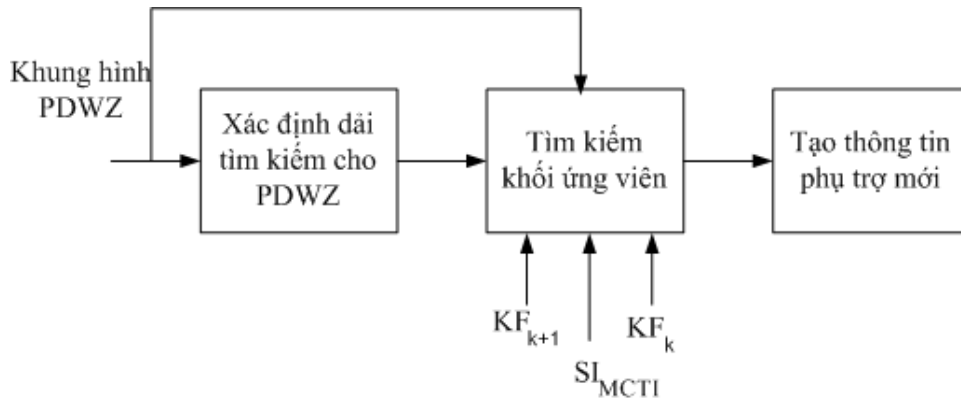 Khung hình
PDWZ
Xác định dải
tìm kiếm cho
PDWZ
Tìm kiếm
khối ứng viên
Tạo thông tin
phụ trợ mới
KFk+1
SIMCTI
KFk